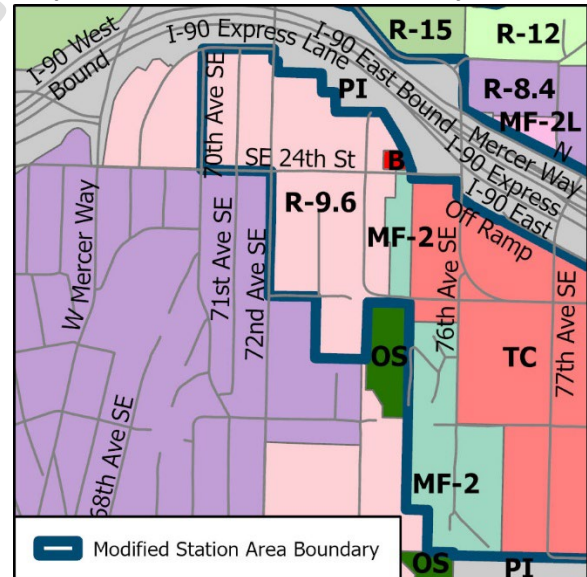 I-90 West
Bound
I-90 Express Lane
I-90 East Bound
Mercer Way
N
I-90 Express
I-90 East
Off Ramp
R-15
R-12
R-8.4
MF-2L
PI
70th Ave SE
SE 24th St
B
R-9.6
MF-2
W Mercer Way
71st Ave SE
72nd Ave SE
76th Ave SE
77th Ave SE
OS
TC
68th Ave SE
MF-2
OS
PI
Modified Station Area Boundary